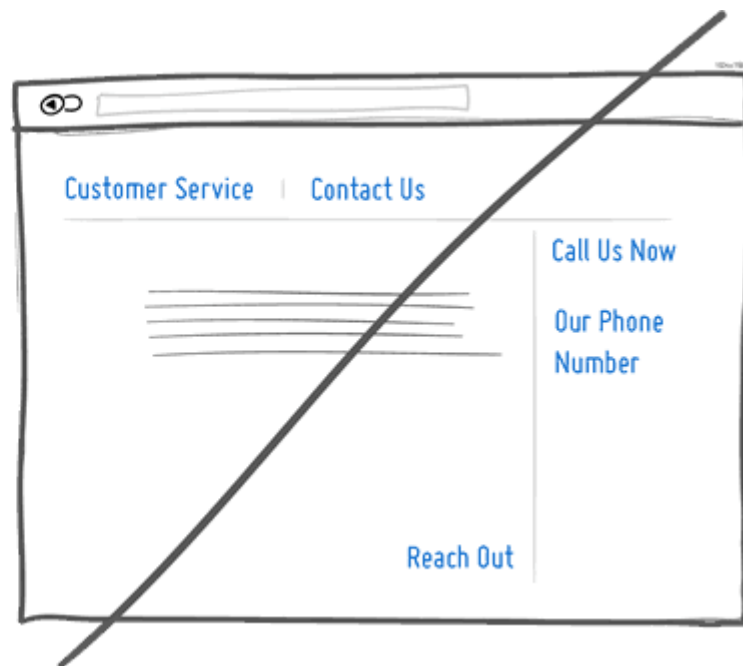 Customer Service | Contact Us
Call Us Now
Our Phone
Number
Reach Out